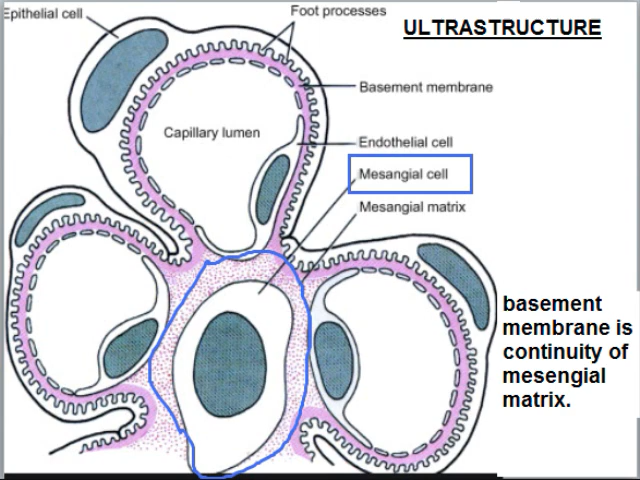 Epithelial cell
Foot processes
ULTRASTRUCTURE
Basement membrane
Capillary lumen
Endothelial cell
Mesangial cell
Mesangial matrix
basement
membrane is
continuity of
mesengial
matrix.